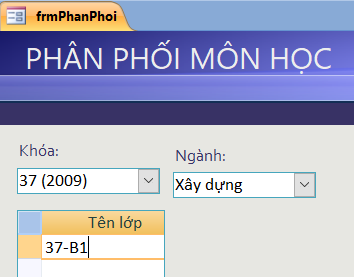 frmPhanPhoi
PHÂN PHỐI MÔN HỌC
Khóa:
Ngành:
37 (2009)
Xây dựng
Tên lớp
37-B1